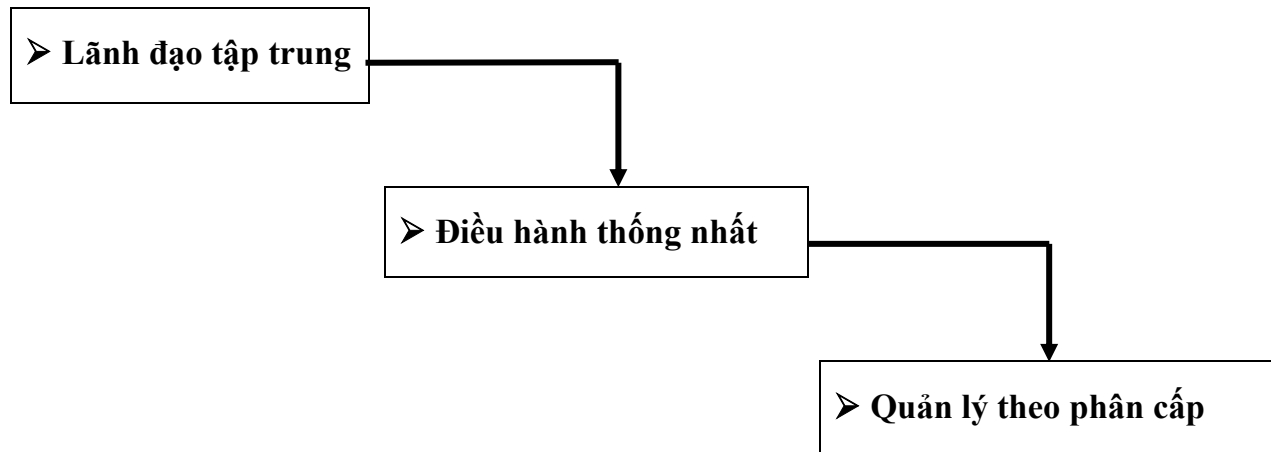 ➢ Lãnh đạo tập trung
➢ Điều hành thống nhất
➢ Quản lý theo phân cấp